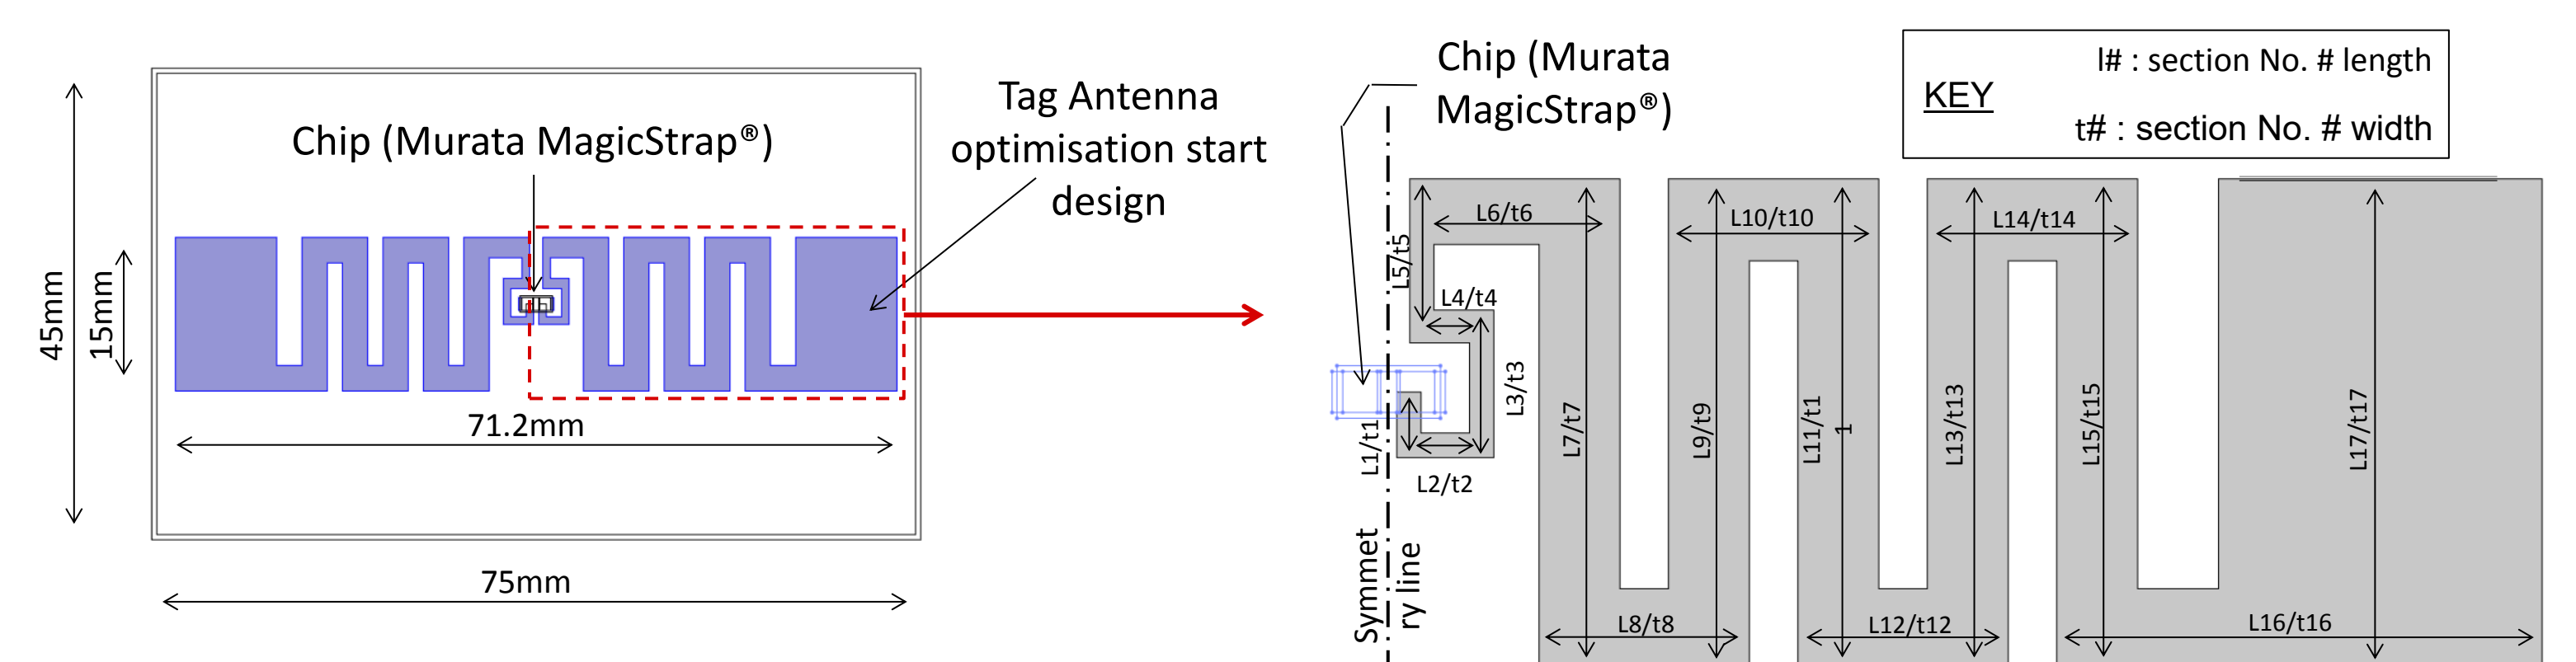 45mm
15mm
Chip (Murata MagicStrap®)
71.2mm
75mm
Tag Antenna
optimisation start
design
Chip (Murata
MagicStrap®)
KEY
l# : section No. # length
t# : section No. # width
L1/t1
L2/t2
L3/t3
L4/t4
L5/t5
L6/t6
L7/t7
L8/t8
L9/t9
L10/t10
L11/t1
1
L12/t12
L13/t13
L14/t14
L15/t15
L16/t16
L17/t17
Symmet
ry line